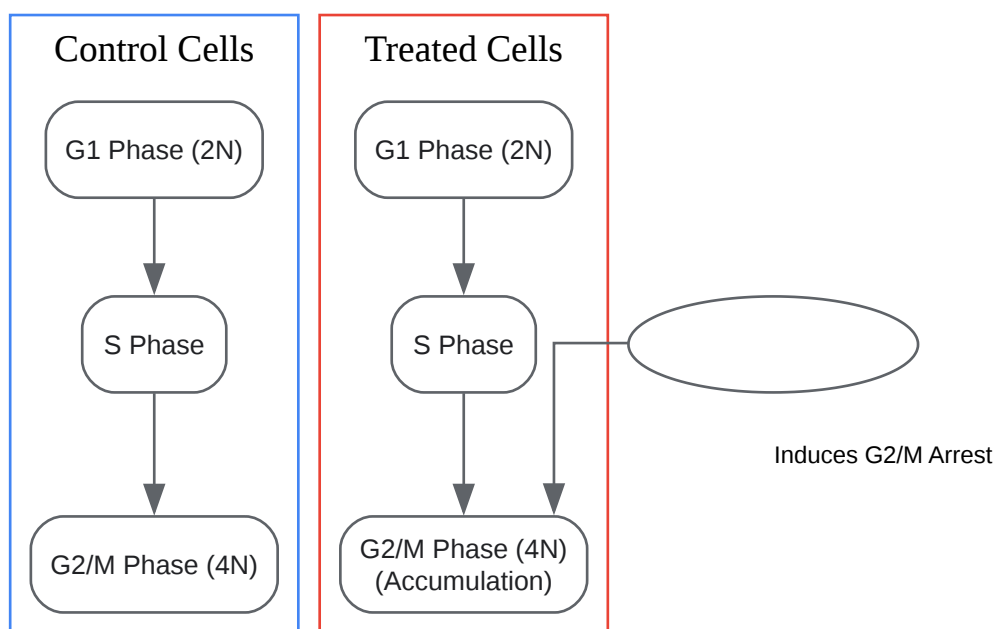 Control Cells
G1 Phase (2N)
S Phase
G2/M Phase (4N)
Treated Cells
G1 Phase (2N)
S Phase
G2/M Phase (4N)
(Accumulation)
Induces G2/M Arrest